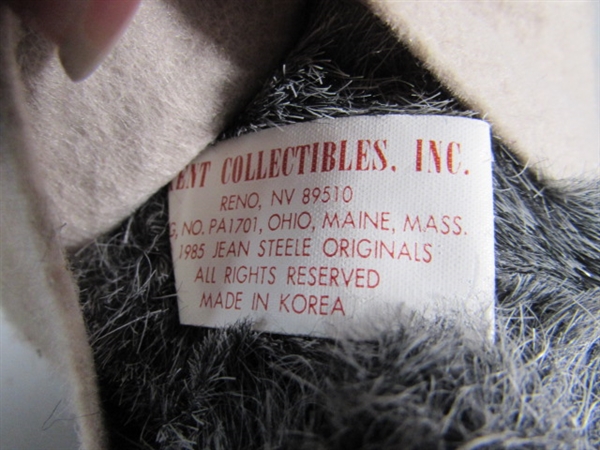 ENT COLLECTIBLES, INC.
RENO, NV 89510
G, NO. PA1701, OHIO, MAINE, MASS.
1985 JEAN STEELE ORIGINALS
ALL RIGHTS RESERVED
MADE IN KOREA